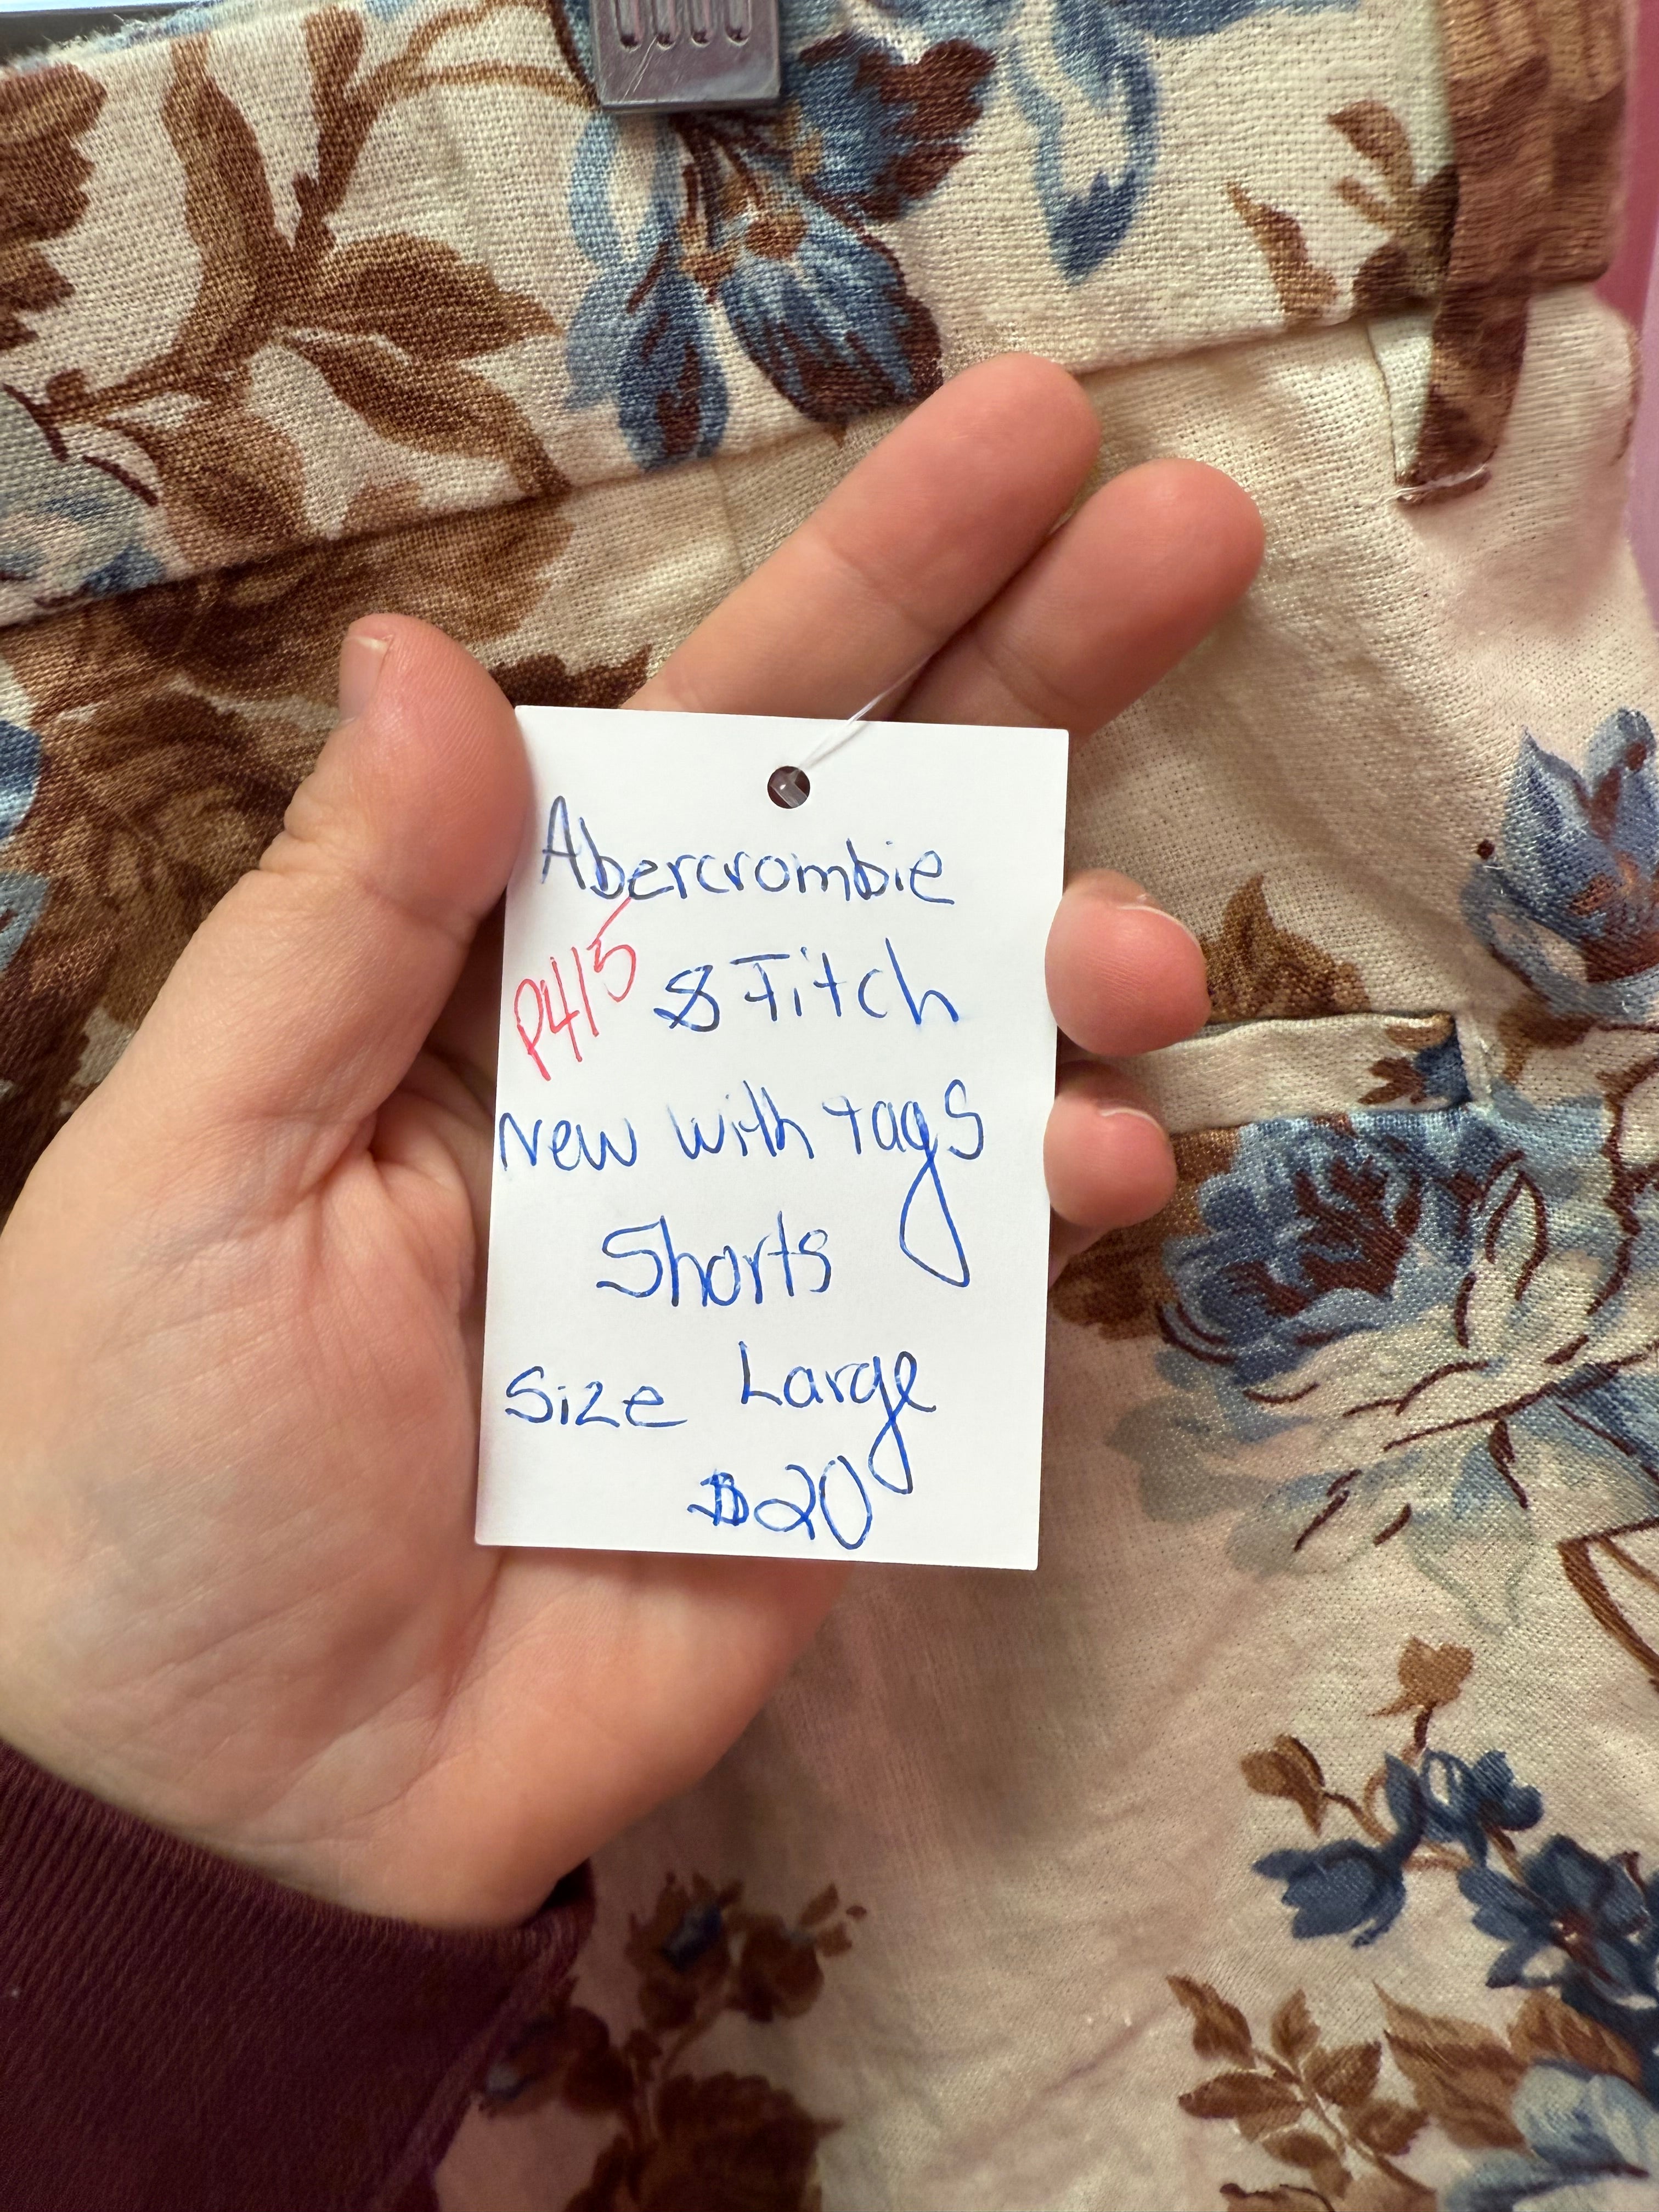 Abercrombie
P415 & Fitch
New with tags
Shorts
Size Large
$20